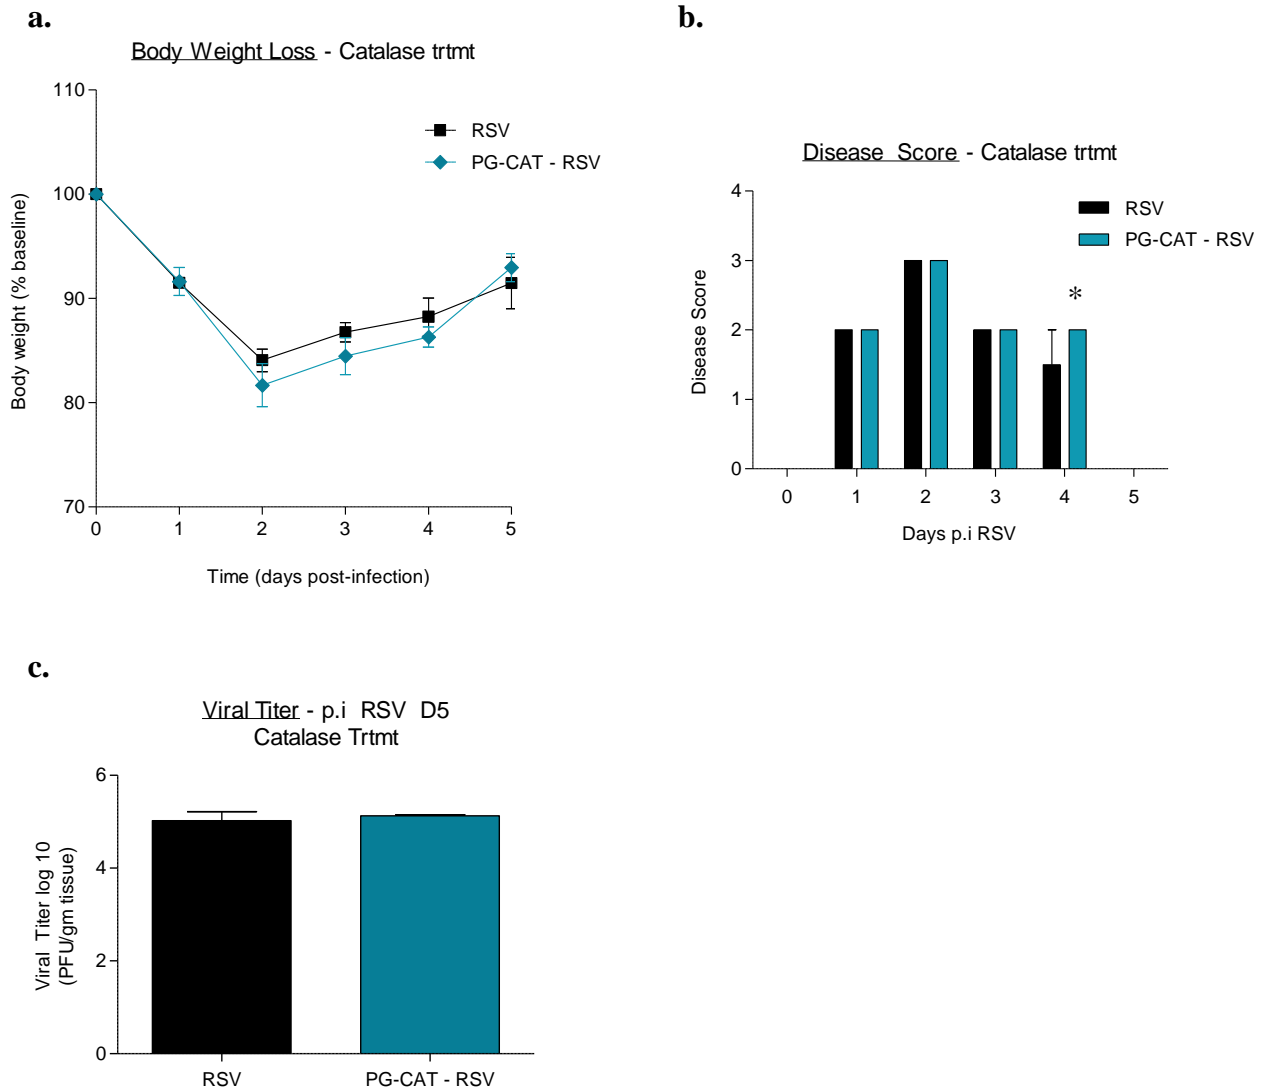 a.
Body Weight Loss - Catalase trtmt
110
100
90
80
70
0 1 2 3 4 5
Body weight (% baseline)
Time (days post-infection)
RSV
PG-CAT - RSV
b.
Disease Score - Catalase trtmt
4
3
2
1
0
0 1 2 3 4 5
Disease Score
Days p.i RSV
RSV
PG-CAT - RSV
*
c.
Viral Titer - p.i RSV D5
Catalase Trtmt
6
4
2
0
Viral Titer log 10
(PFU/gm tissue)
RSV PG-CAT - RSV